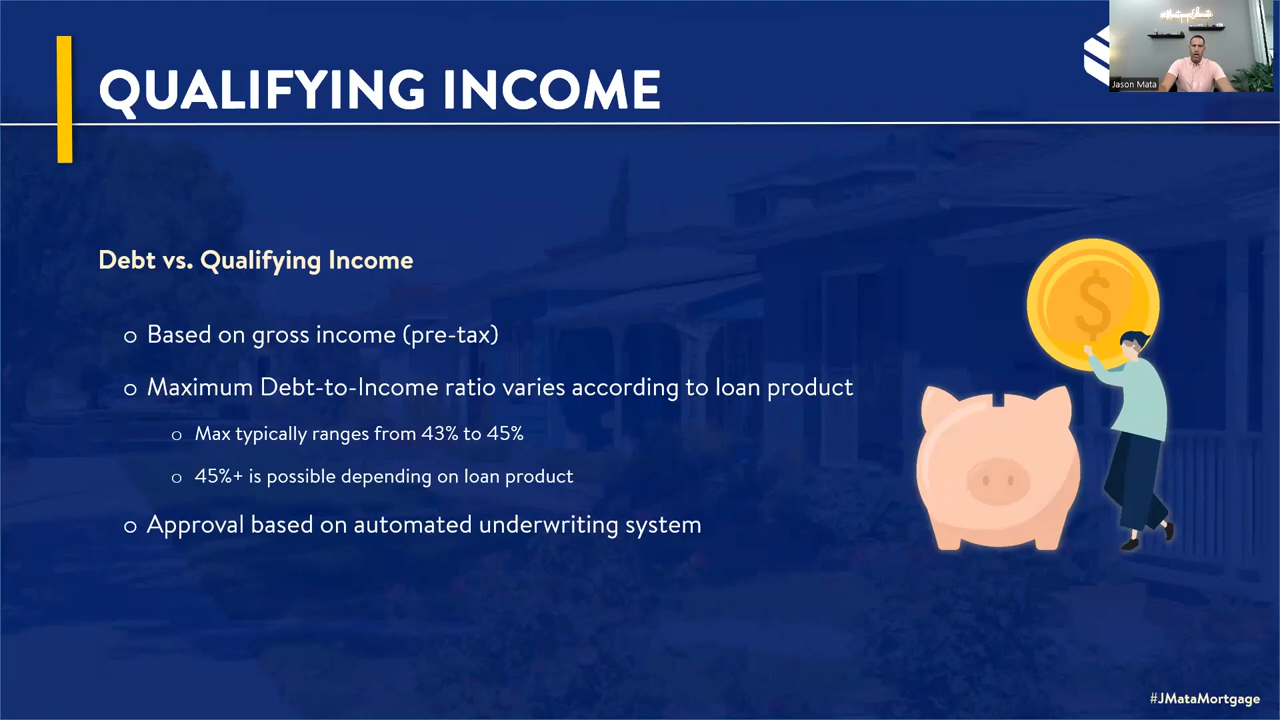 QUALIFYING INCOME
Jason Mata
Debt vs. Qualifying Income
o Based on gross income (pre-tax)
o Maximum Debt-to-Income ratio varies according to loan product
o Max typically ranges from 43% to 45%
o 45%+ is possible depending on loan product
o Approval based on automated underwriting system
$
#JMataMortgage